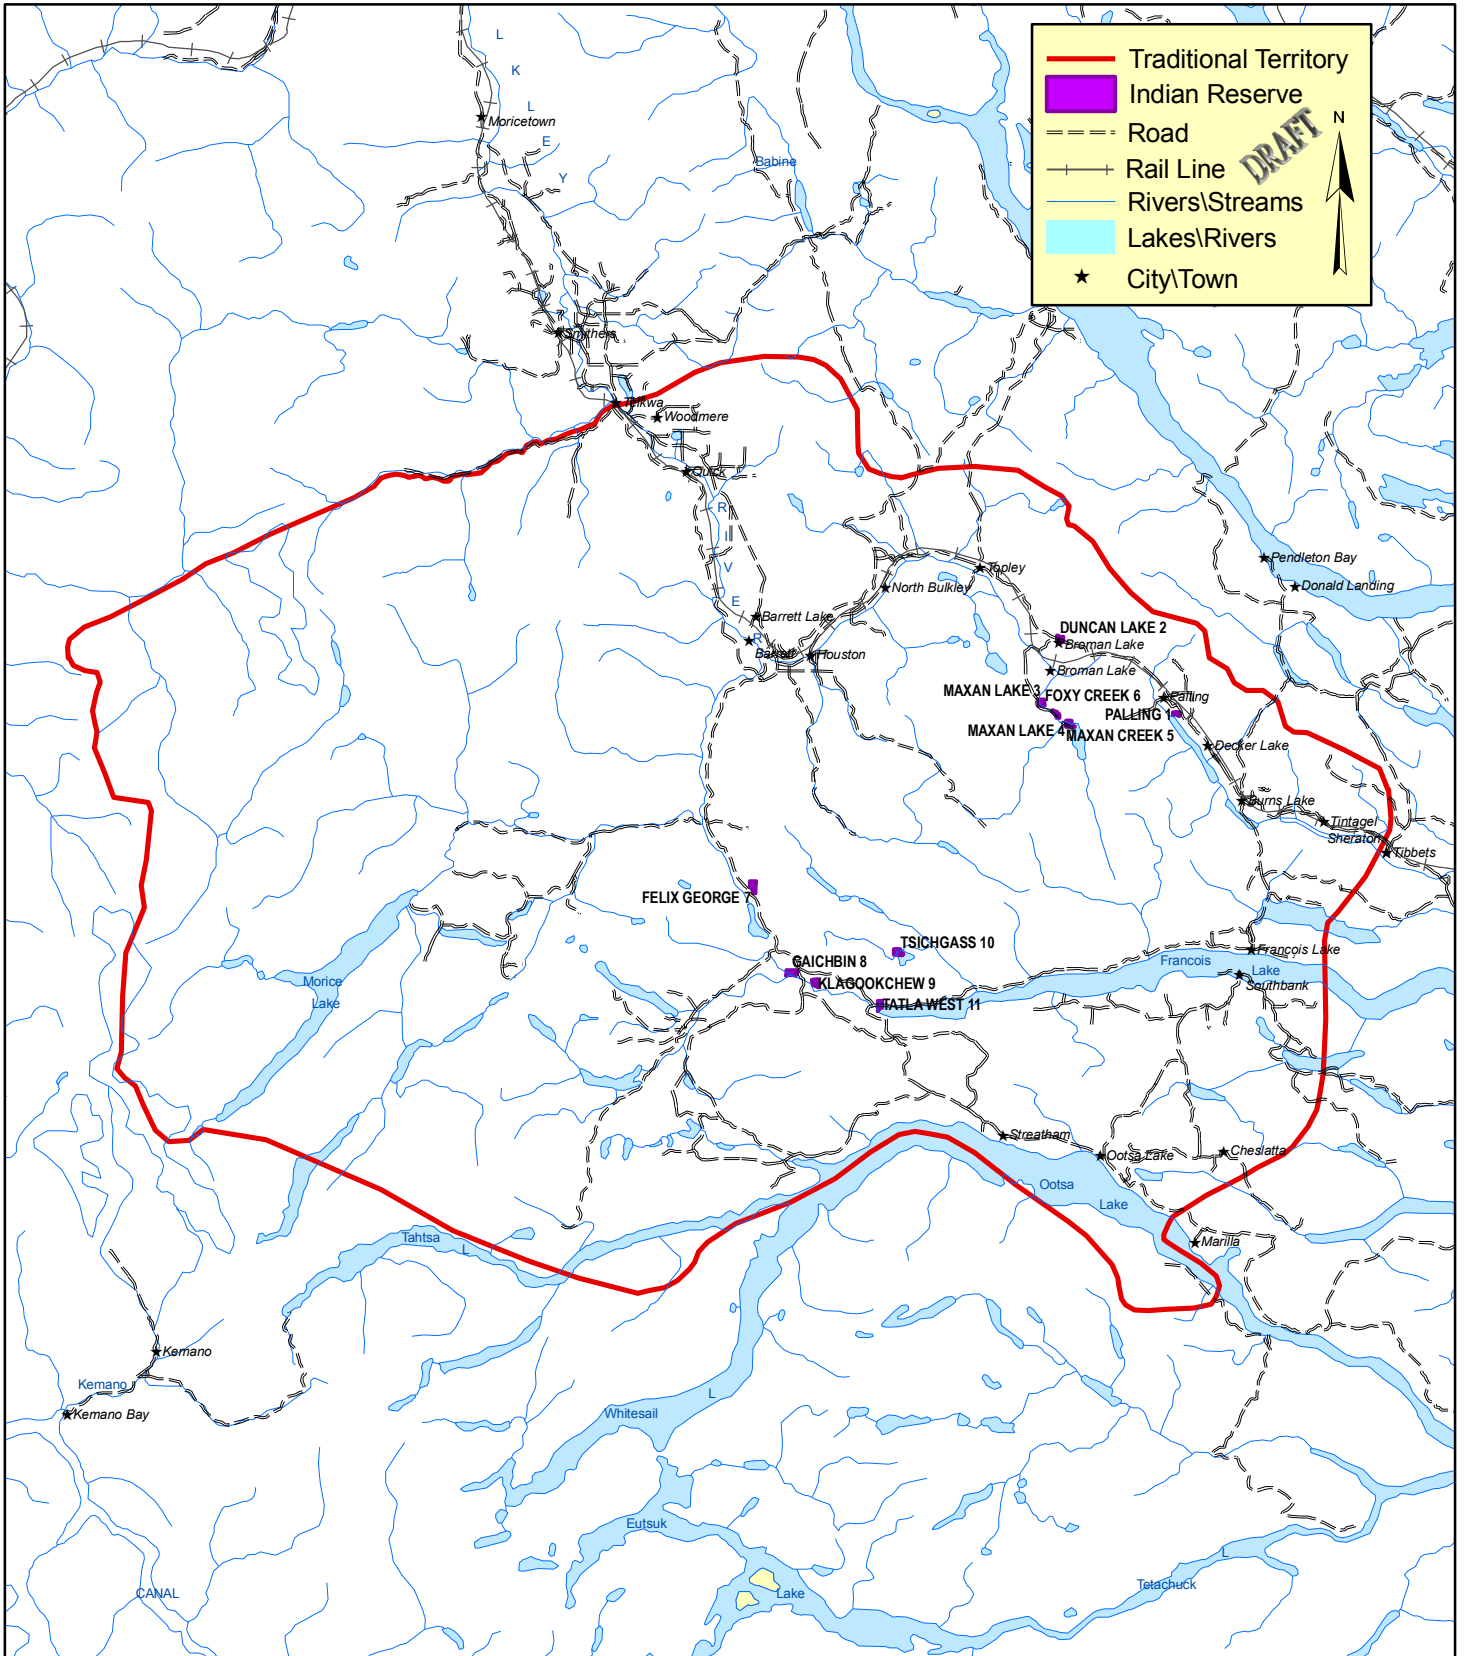 Traditional Territory
Indian Reserve
Road
Rail Line
Rivers\Streams
Lakes\Rivers
City\Town
DRAFT
N
L
K
L
E
Y
Moricetown
Babine
Smythers
Telkwa
Woodmere
Quick
R
I
V
E
R
Pendleton Bay
Donald Landing
Topley
North Bulkley
Barrett Lake
Barrett
Houston
DUNCAN LAKE 2
Broman Lake
Broman Lake
MAXAN LAKE 3
FOXY CREEK 6
Palling
PALLING 1
MAXAN LAKE 4
MAXAN CREEK 5
Decker Lake
Burns Lake
Tintagel
Sheraton
Tibbets
FELIX GEORGE 7
TSICHGASS 10
GAICHBIN 8
KLAGOOKCHEW 9
TATLA WEST 11
Francois Lake
Francois
Lake
Southbank
Morice
Lake
Streatham
Ootsa Lake
Cheslatta
Ootsa
Lake
Marilla
Tahtsa
L
Kemano
Kemano
Kemano Bay
L
Whitesail
Eutsuk
Lake
L
Tetachuck
CANAL